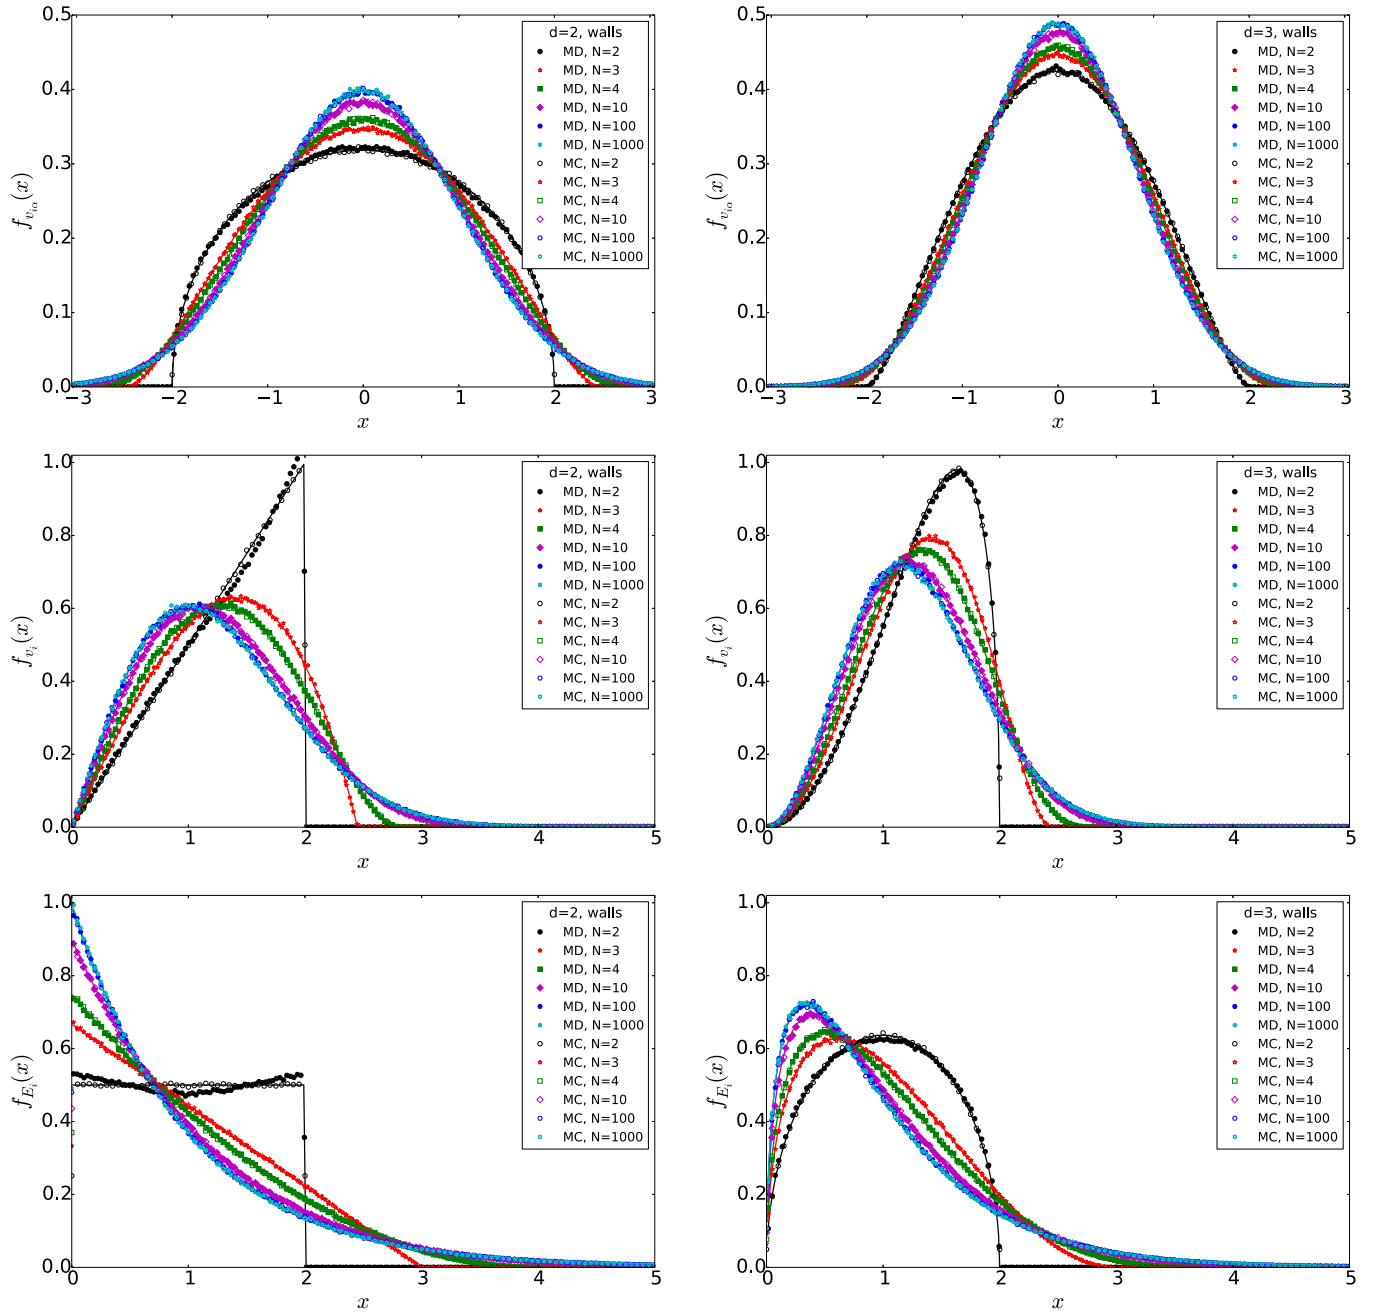 0.5
0.4
0.3
0.2
0.1
0.0
f_{v_{iα}}(x)
−3 −2 −1 0 1 2 3
x
d=2, walls
MD, N=2
MD, N=3
MD, N=4
MD, N=10
MD, N=100
MD, N=1000
MC, N=2
MC, N=3
MC, N=4
MC, N=10
MC, N=100
MC, N=1000
0.5
0.4
0.3
0.2
0.1
0.0
f_{v_{iα}}(x)
−3 −2 −1 0 1 2 3
x
d=3, walls
MD, N=2
MD, N=3
MD, N=4
MD, N=10
MD, N=100
MD, N=1000
MC, N=2
MC, N=3
MC, N=4
MC, N=10
MC, N=100
MC, N=1000
1.0
0.8
0.6
0.4
0.2
0.0
f_{v_i}(x)
0 1 2 3 4 5
x
d=2, walls
MD, N=2
MD, N=3
MD, N=4
MD, N=10
MD, N=100
MD, N=1000
MC, N=2
MC, N=3
MC, N=4
MC, N=10
MC, N=100
MC, N=1000
1.0
0.8
0.6
0.4
0.2
0.0
f_{v_i}(x)
0 1 2 3 4 5
x
d=3, walls
MD, N=2
MD, N=3
MD, N=4
MD, N=10
MD, N=100
MD, N=1000
MC, N=2
MC, N=3
MC, N=4
MC, N=10
MC, N=100
MC, N=1000
1.0
0.8
0.6
0.4
0.2
0.0
f_{E_i}(x)
0 1 2 3 4 5
x
d=2, walls
MD, N=2
MD, N=3
MD, N=4
MD, N=10
MD, N=100
MD, N=1000
MC, N=2
MC, N=3
MC, N=4
MC, N=10
MC, N=100
MC, N=1000
1.0
0.8
0.6
0.4
0.2
0.0
f_{E_i}(x)
0 1 2 3 4 5
x
d=3, walls
MD, N=2
MD, N=3
MD, N=4
MD, N=10
MD, N=100
MD, N=1000
MC, N=2
MC, N=3
MC, N=4
MC, N=10
MC, N=100
MC, N=1000